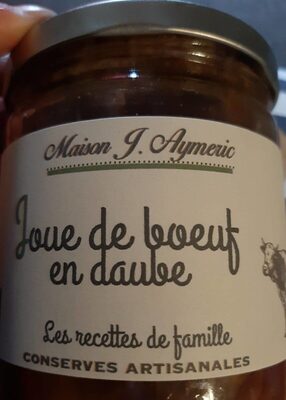 Maison J. Aymeric
Joue de boeuf
en daube
Les recettes de famille
CONSERVES ARTISANALES